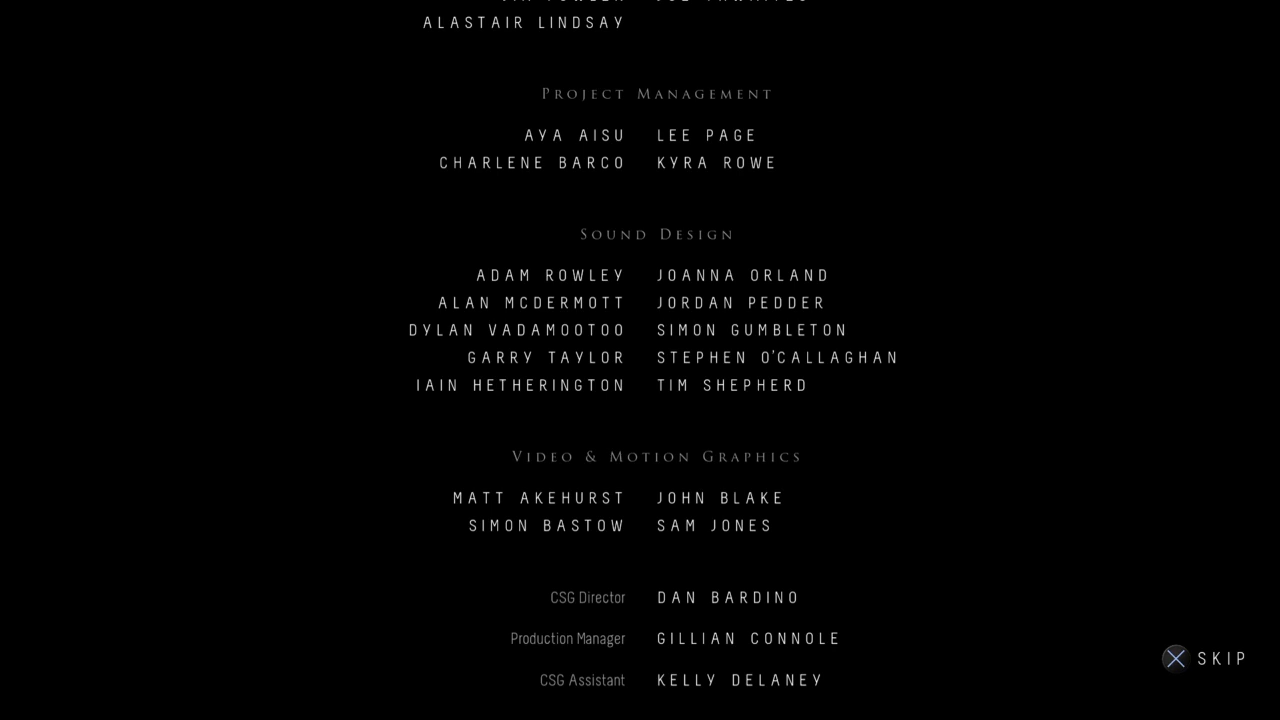 ALASTAIR LINDSAY
PROJECT MANAGEMENT
AYA AISU LEE PAGE
CHARLENE BARCO KYRA ROWE
SOUND DESIGN
ADAM ROWLEY JOANNA ORLAND
ALAN MCDERMOTT JORDAN PEDDER
DYLAN VADAMOOTOO SIMON GUMBLETON
GARRY TAYLOR STEPHEN O'CALLAGHAN
IAIN HETHERINGTON TIM SHEPHERD
VIDEO & MOTION GRAPHICS
MATT AKEHURST JOHN BLAKE
SIMON BASTOW SAM JONES
CSG Director DAN BARDINO
Production Manager GILLIAN CONNOLE
SKIP
CSG Assistant KELLY DELANEY